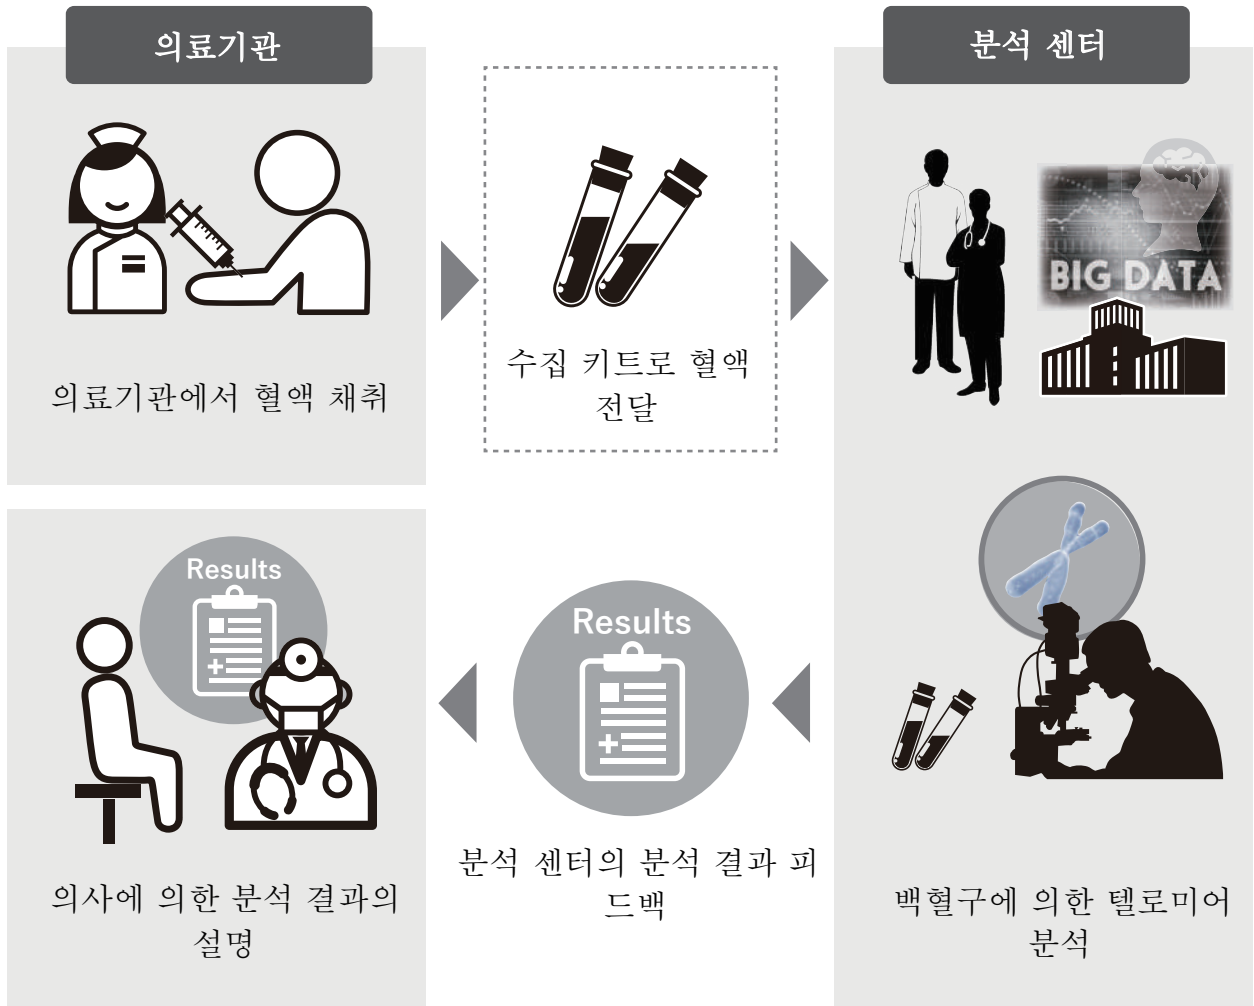 의료기관
의료기관에서 혈액 채취
수집 키트로 혈액
전달
분석 센터
BIG DATA
백혈구에 의한 텔로미어
분석
Results
분석 센터의 분석 결과 피
드백
Results
의사에 의한 분석 결과의
설명